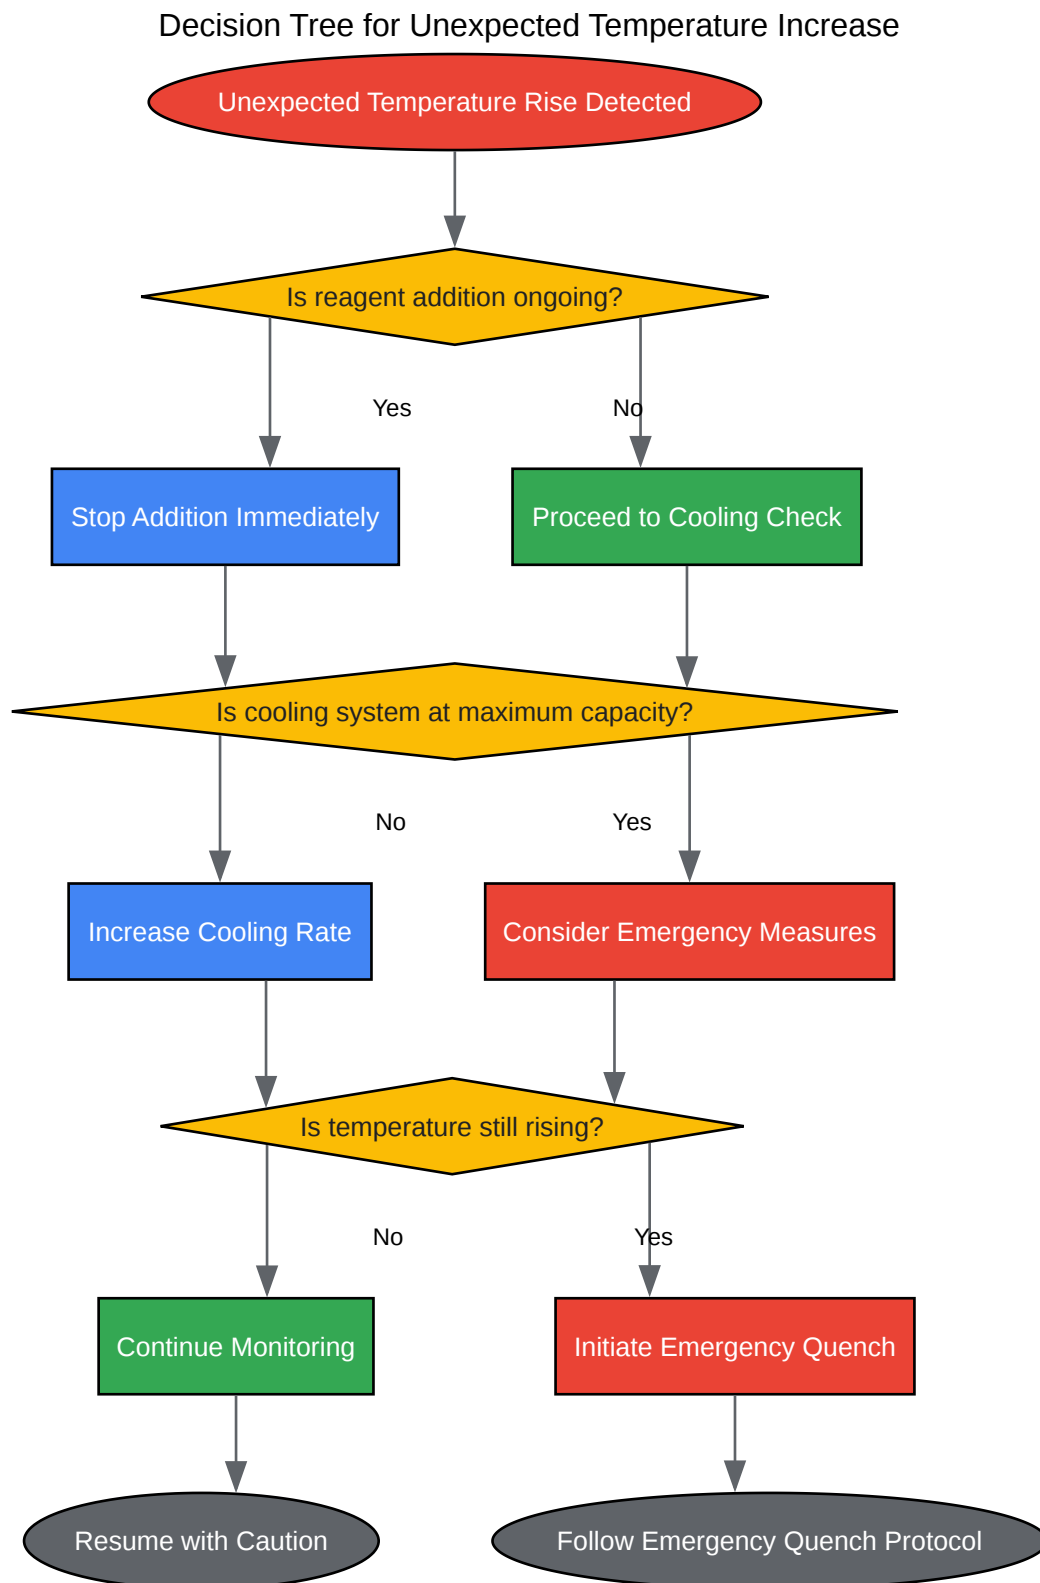 Decision Tree for Unexpected Temperature Increase
Unexpected Temperature Rise Detected
Is reagent addition ongoing?
Yes
No
Stop Addition Immediately
Proceed to Cooling Check
Is cooling system at maximum capacity?
No
Yes
Increase Cooling Rate
Consider Emergency Measures
Is temperature still rising?
No
Yes
Continue Monitoring
Initiate Emergency Quench
Resume with Caution
Follow Emergency Quench Protocol